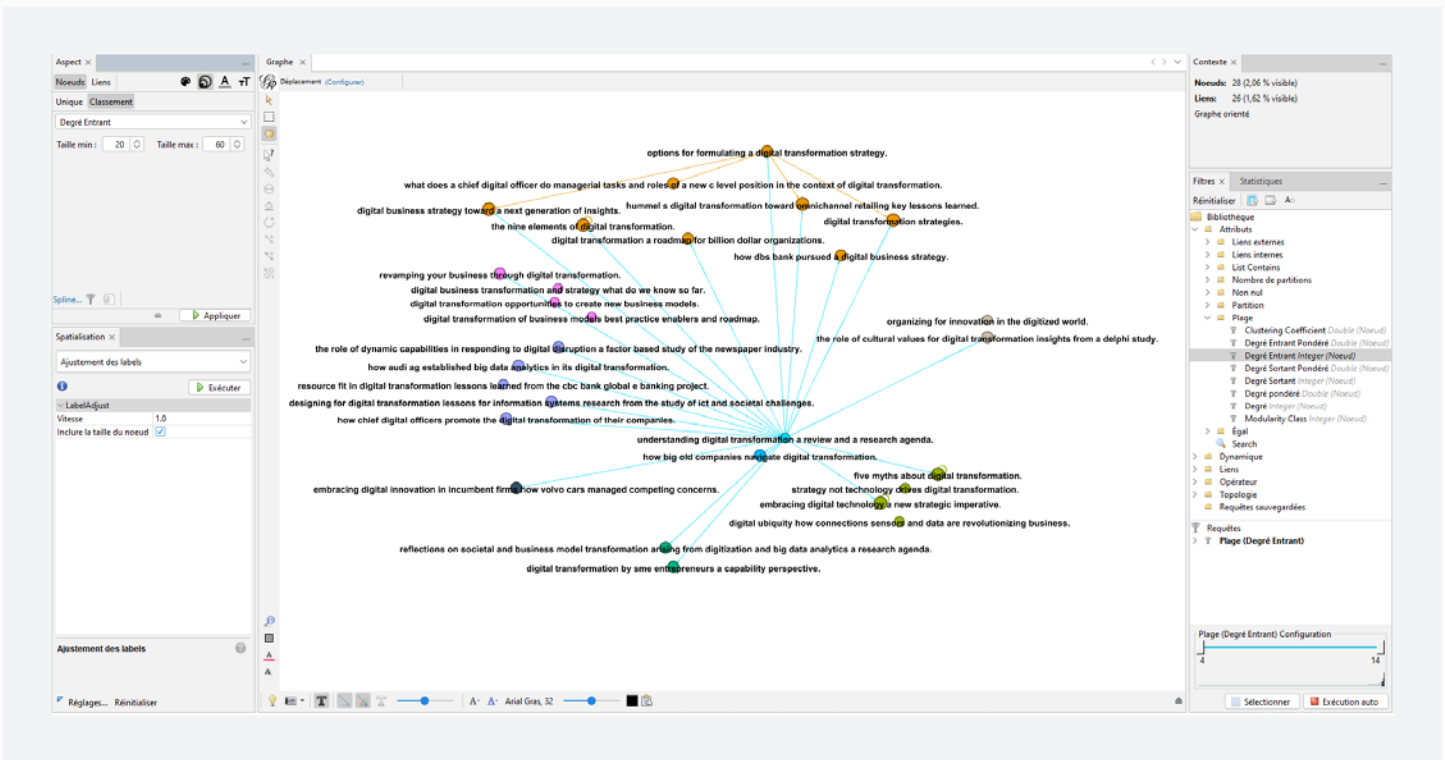 Aspect ×
Noeuds Liens A тT
Unique Classement
Degré Entrant
Taille min : 20 Taille max : 60
Spline...
Appliquer
Spatialisation ×
Ajustement des labels
Exécuter
LabelAdjust
Vitesse 1.0
Inclure la taille du noeud
Ajustement des labels
Réglages... Réinitialiser
Graphe ×
Déplacement (Configurer)
options for formulating a digital transformation strategy.
what does a chief digital officer do managerial tasks and roles of a new c level position in the context of digital transformation.
hummel s digital transformation toward omnichannel retailing key lessons learned.
digital business strategy toward a next generation of insights.
digital transformation strategies.
the nine elements of digital transformation.
digital transformation a roadmap for billion dollar organizations.
how dbs bank pursued a digital business strategy.
revamping your business through digital transformation.
digital business transformation and strategy what do we know so far.
digital transformation opportunities to create new business models.
digital transformation of business models best practice enablers and roadmap.
organizing for innovation in the digitized world.
the role of cultural values for digital transformation insights from a delphi study.
the role of dynamic capabilities in responding to digital disruption a factor based study of the newspaper industry.
how audi ag established big data analytics in its digital transformation.
resource fit in digital transformation lessons learned from the cbc bank global e banking project.
designing for digital transformation lessons for information systems research from the study of ict and societal challenges.
how chief digital officers promote the digital transformation of their companies.
understanding digital transformation a review and a research agenda.
how big old companies navigate digital transformation.
five myths about digital transformation.
embracing digital innovation in incumbent firms how volvo cars managed competing concerns.
strategy not technology drives digital transformation.
embracing digital technology a new strategic imperative.
digital ubiquity how connections sensors and data are revolutionizing business.
reflections on societal and business model transformation arising from digitization and big data analytics a research agenda.
digital transformation by sme entrepreneurs a capability perspective.
Arial Gras, 32
Contexte ×
Noeuds: 28 (2,06 % visible)
Liens: 26 (1,62 % visible)
Graphe orienté
Filtres × Statistiques
Réinitialiser
Bibliothèque
Attributs
Liens externes
Liens internes
List Contains
Nombre de partitions
Non nul
Partition
Plage
Clustering Coefficient Double (Noeud)
Degré Entrant Pondéré Double (Noeud)
Degré Entrant Integer (Noeud)
Degré Sortant Pondéré Double (Noeud)
Degré Sortant Integer (Noeud)
Degré pondéré Double (Noeud)
Degré Integer (Noeud)
Modularity Class Integer (Noeud)
Égal
Search
Dynamique
Liens
Opérateur
Topologie
Requêtes sauvegardées
Requêtes
Plage (Degré Entrant)
Plage (Degré Entrant) Configuration
4 14
Sélectionner Exécution auto